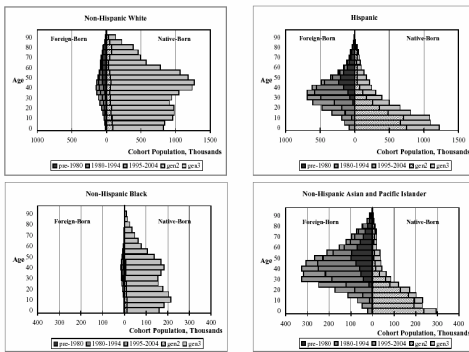 Non-Hispanic White
Foreign-Born Native-Born
Age
90
80
70
60
50
40
30
20
10
0
1000 500 0 500 1000 1500
Cohort Population, Thousands
pre-1980 1980-1994 1995-2004 gen2 gen3
Hispanic
Foreign-Born Native-Born
Age
90
80
70
60
50
40
30
20
10
0
1000 500 0 500 1000 1500
Cohort Population, Thousands
pre-1980 1980-1994 1995-2004 gen2 gen3
Non-Hispanic Black
Foreign-Born Native-Born
Age
90
80
70
60
50
40
30
20
10
0
400 300 200 100 0 100 200 300 400
Cohort Population, Thousands
pre-1980 1980-1994 1995-2004 gen2 gen3
Non-Hispanic Asian and Pacific Islander
Foreign-Born Native-Born
Age
90
80
70
60
50
40
30
20
10
0
400 300 200 100 0 100 200 300 400
Cohort Population, Thousands
pre-1980 1980-1994 1995-2004 gen2 gen3